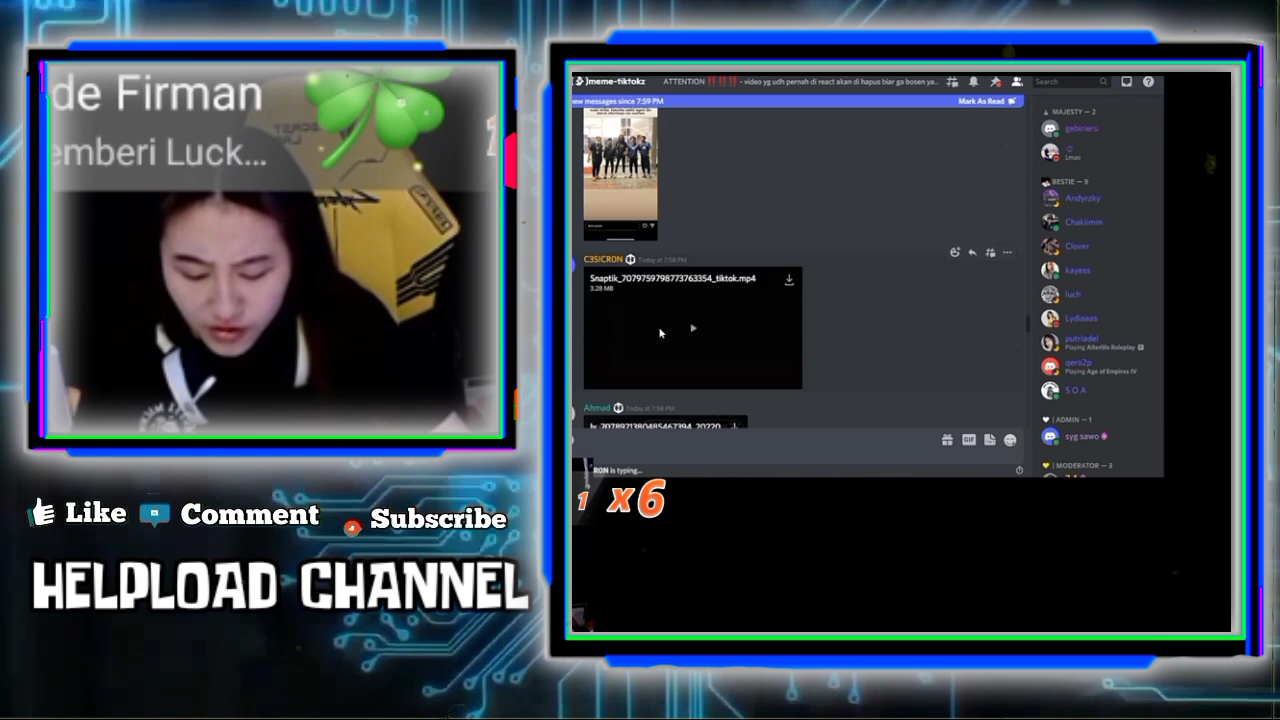 de Firman
emberi Luck...
Like
Comment
Subscribe
HELPLOAD CHANNEL
meme-tiktokz
ATTENTION ‼️‼️‼️ - video yg udh pernah di react akan di hapus biar ga bosen ya...
Search
new messages since 7:59 PM
Mark As Read
C3SICRON
Today at 7:58 PM
Snaptik_7079759798773763354_tiktok.mp4
3.28 MB
Ahmad
Today at 7:58 PM
lv_7078921380485467394_20220
GIF
RON is typing...
1 x6
MAJESTY — 2
gebirieru
Lmao
BESTIE — 9
Andyrzky
Chakiimm
Clover
kayess
luch
Lydiaaas
putriadel
Playing Afterlife Roleplay
qero2p
Playing Age of Empires IV
S O A
| ADMIN — 1
syg sawo
| MODERATOR — 3